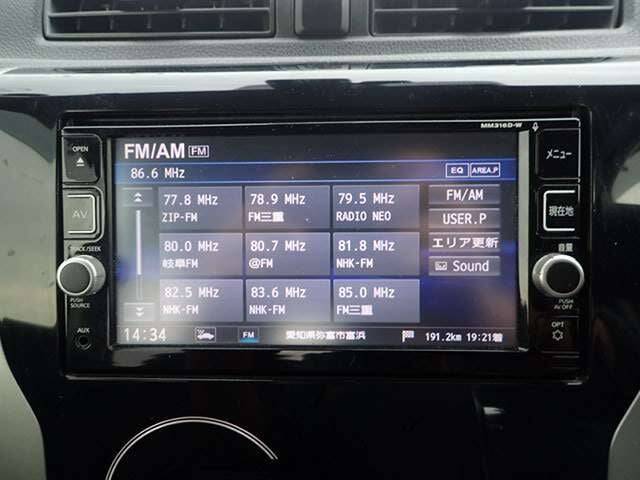 MM316D-W
OPEN
FM/AM FM
メニュー
86.6 MHz EQ AREA.P
AV
77.8 MHz 78.9 MHz 79.5 MHz FM/AM
ZIP-FM FM三重 RADIO NEO
現在地
USER.P
80.0 MHz 80.7 MHz 81.8 MHz エリア更新
岐阜FM @FM NHK-FM
TRACK/SEEK 音量
Sound
82.5 MHz 83.6 MHz 85.0 MHz
NHK-FM NHK-FM FM三重
PUSH SOURCE
PUSH AV OFF
AUX OPT
14:34 FM 愛知県弥富市富浜 191.2km 19:21着